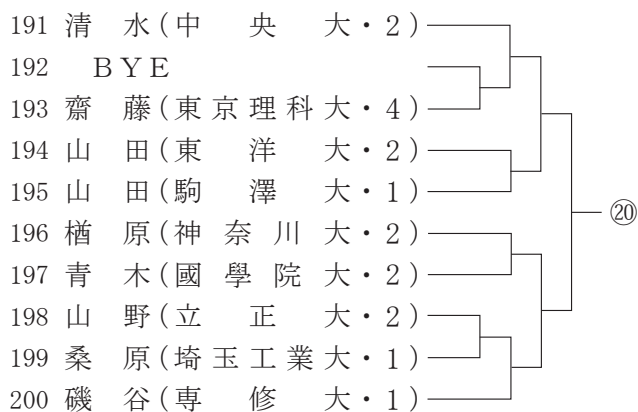 191 清水(中央大・2)
192 BYE
193 齋藤(東京理科大・4)
194 山田(東洋大・2)
195 山田(駒澤大・1)
196 楢原(神奈川大・2)
197 青木(國學院大・2)
198 山野(立正大・2)
199 桑原(埼玉工業大・1)
200 磯谷(専修大・1)
⑳